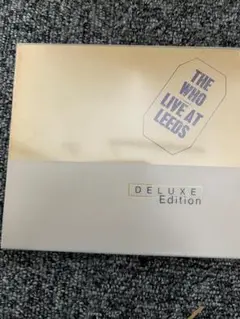 THE
WHO
LIVE AT
LEEDS
DELUXE
Edition